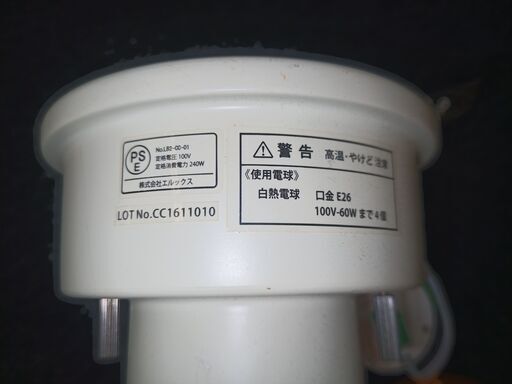 PS
E
No.LB2-OD-01
定格電圧 100V
定格消費電力 240W
株式会社エルックス
LOT No.CC1611010
警告 高温・やけど注意
《使用電球》
白熱電球 口金 E26
100V-60W まで 4 個